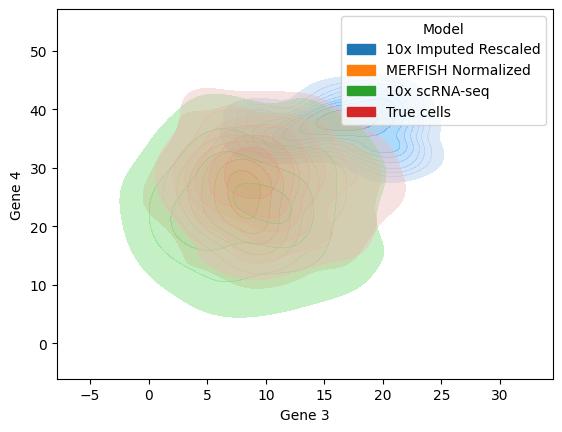 Model
10x Imputed Rescaled
MERFISH Normalized
10x scRNA-seq
True cells
50
40
30
20
10
0
Gene 4
−5
0
5
10
15
20
25
30
Gene 3